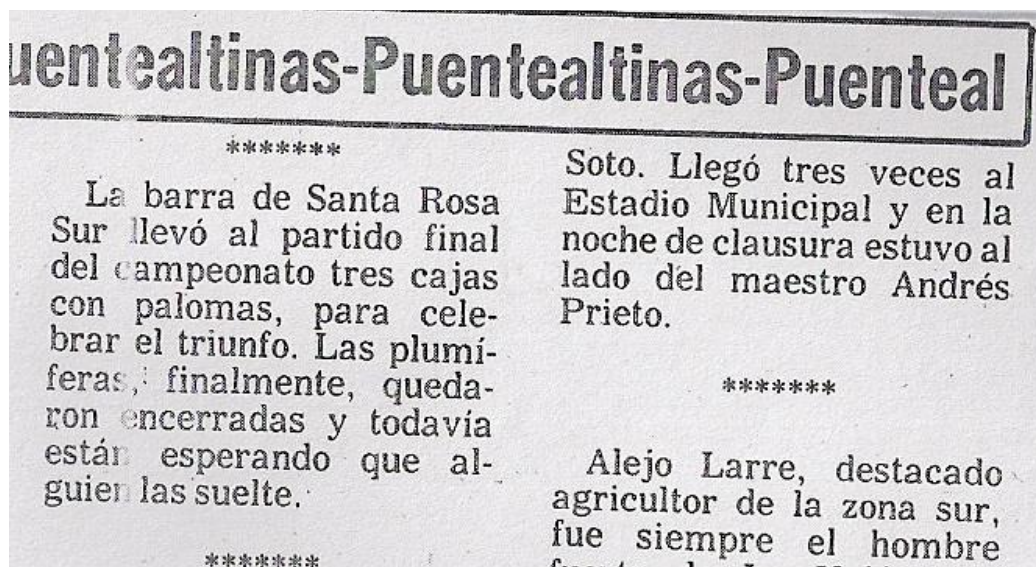 uentealtinas-Puentealtinas-Puenteal
*******
La barra de Santa Rosa
Sur llevó al partido final
del campeonato tres cajas
con palomas, para cele-
brar el triunfo. Las plumí-
feras, finalmente, queda-
ron encerradas y todavía
están esperando que al-
guien las suelte.
*******
Soto. Llegó tres veces al
Estadio Municipal y en la
noche de clausura estuvo al
lado del maestro Andrés
Prieto.
*******
Alejo Larre, destacado
agricultor de la zona sur,
fue siempre el hombre